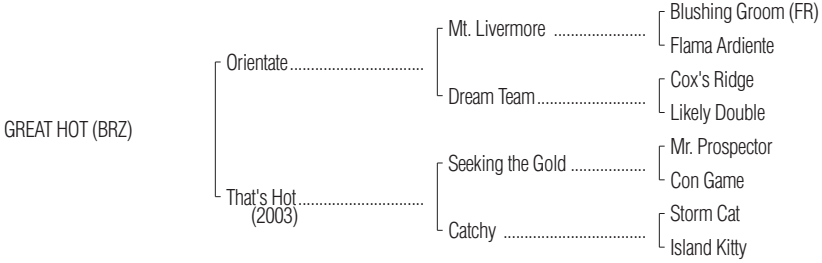 Blushing Groom (FR)
Mt. Livermore ......................
Flama Ardiente
Orientate................................
Cox's Ridge
Dream Team..........................
Likely Double
GREAT HOT (BRZ)
Mr. Prospector
Seeking the Gold ..................
Con Game
That's Hot..............................
(2003)
Storm Cat
Catchy ..................................
Island Kitty